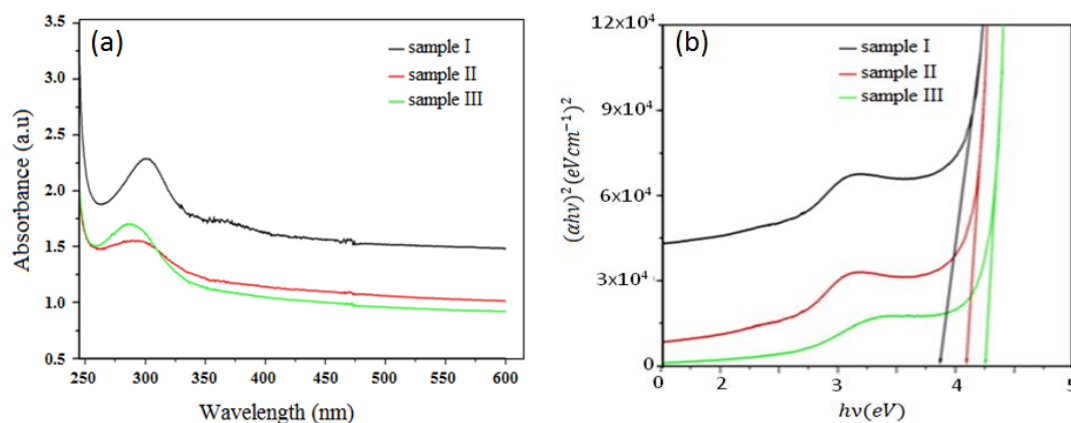 (a)
sample I
sample II
sample III
Absorbance (a.u)
3.5
3.0
2.5
2.0
1.5
1.0
0.5
250 300 350 400 450 500 550 600
Wavelength (nm)
(b)
sample I
sample II
sample III
(αhν)² (eVcm⁻¹)²
12x10⁴
9x10⁴
6x10⁴
3x10⁴
0
0 2 3 4 5
hν(eV)